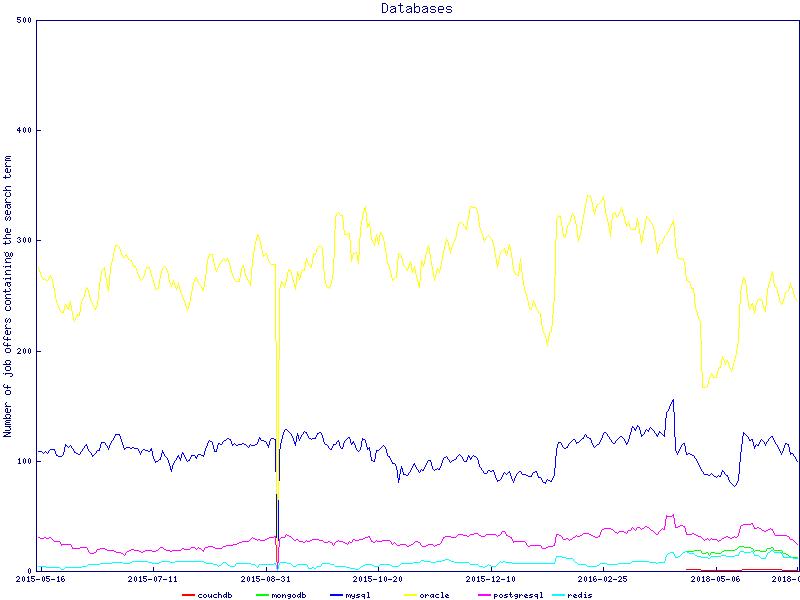 Databases
Number of job offers containing the search term
500
400
300
200
100
0
2015-05-16 2015-07-11 2015-08-31 2015-10-20 2015-12-10 2016-02-25 2018-05-06 2018-0
couchdb mongodb mysql oracle postgresql redis